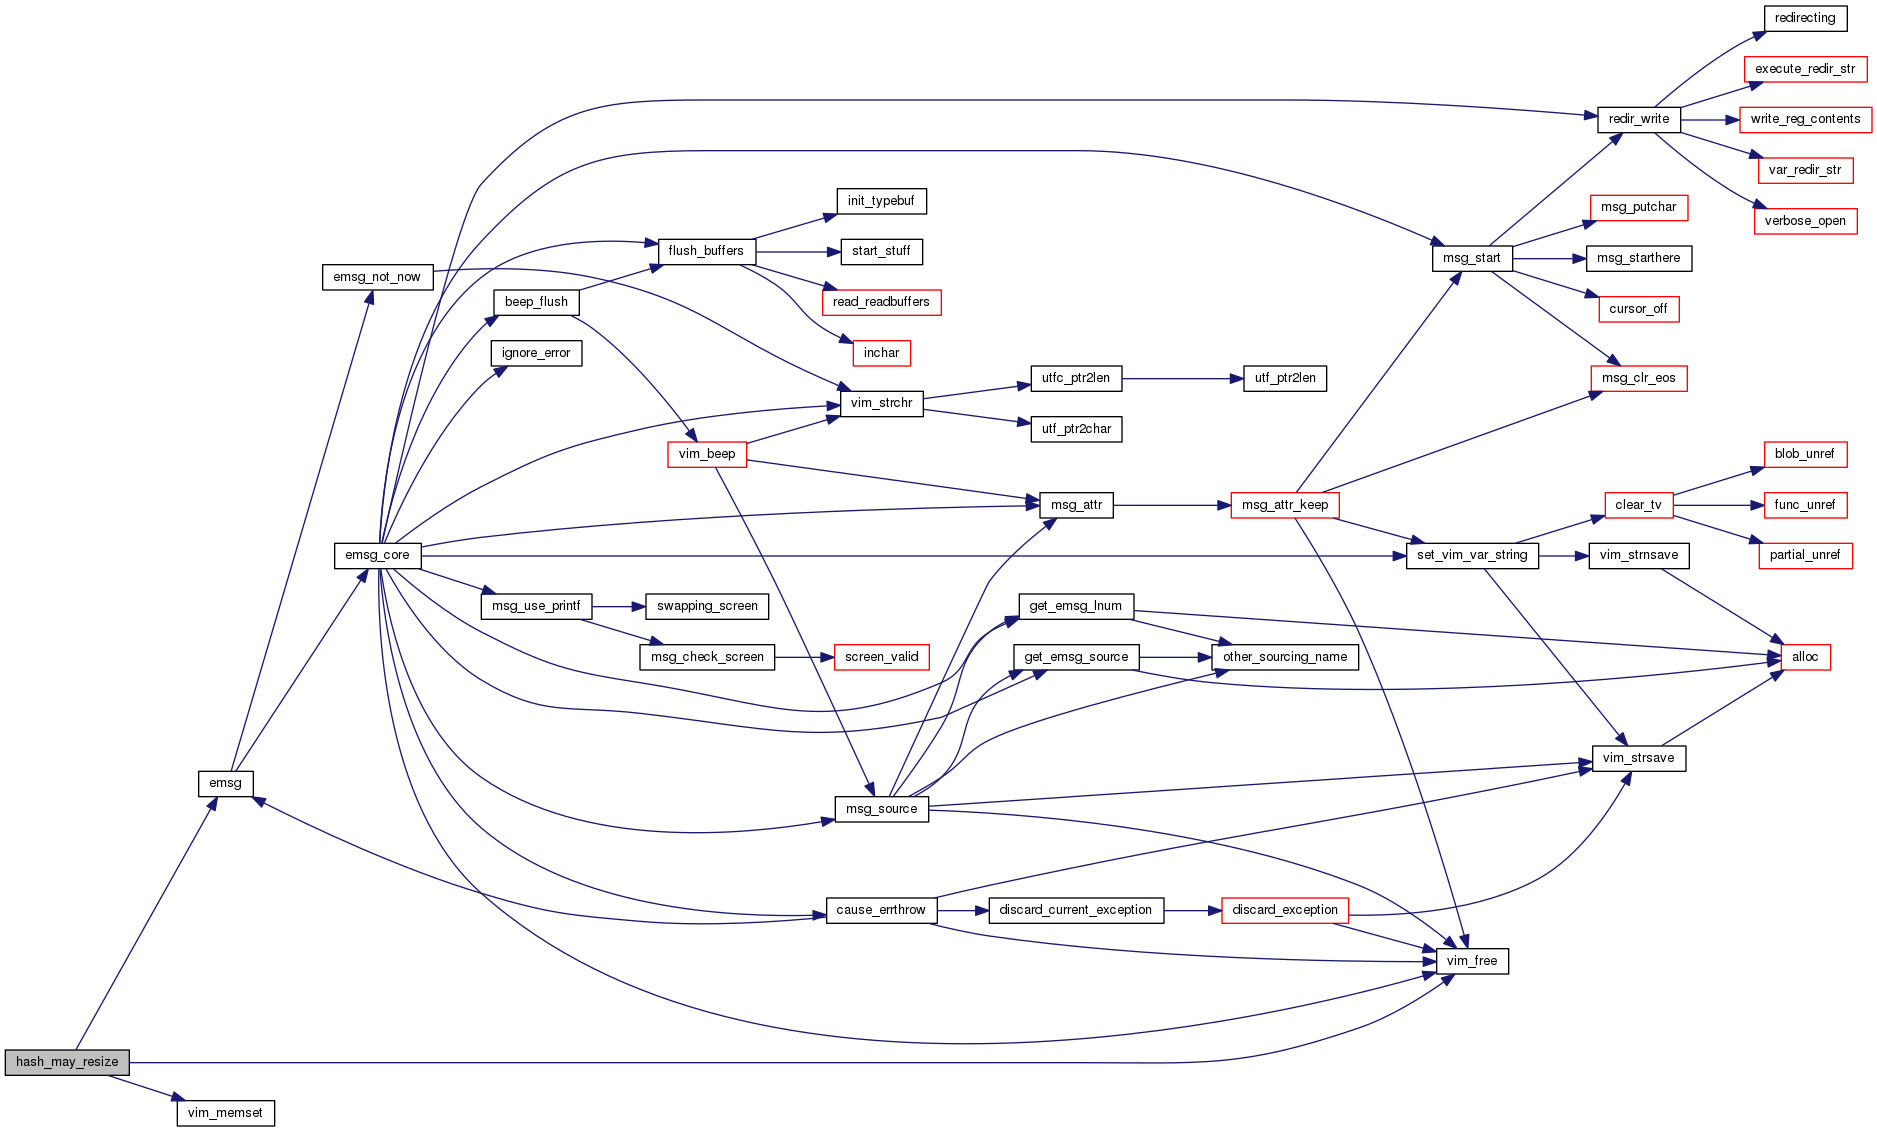 redirecting
execute_redir_str
redir_write
write_reg_contents
var_redir_str
init_typebuf
msg_putchar
verbose_open
flush_buffers
start_stuff
msg_start
msg_starthere
emsg_not_now
beep_flush
read_readbuffers
cursor_off
ignore_error
inchar
utfc_ptr2len
utf_ptr2len
msg_clr_eos
vim_strchr
utf_ptr2char
vim_beep
blob_unref
msg_attr
msg_attr_keep
clear_tv
func_unref
emsg_core
set_vim_var_string
vim_strnsave
partial_unref
msg_use_printf
swapping_screen
get_emsg_lnum
msg_check_screen
screen_valid
get_emsg_source
other_sourcing_name
alloc
vim_strsave
emsg
msg_source
cause_errthrow
discard_current_exception
discard_exception
vim_free
hash_may_resize
vim_memset